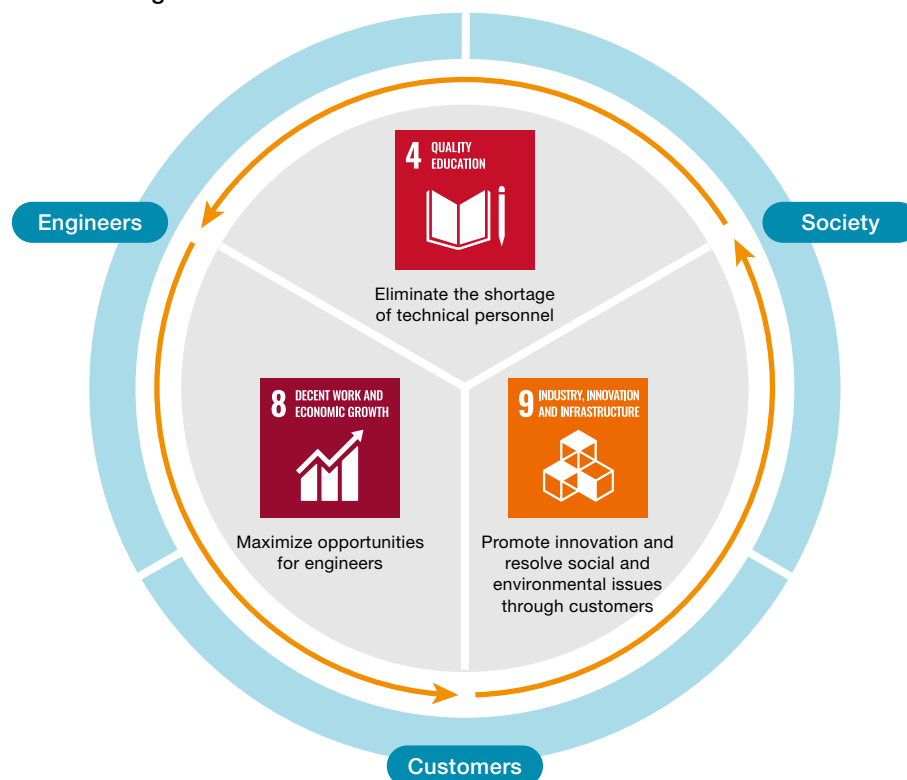 4 QUALITY
EDUCATION
Engineers
Society
Eliminate the shortage
of technical personnel
8 DECENT WORK AND
ECONOMIC GROWTH
9 INDUSTRY, INNOVATION
AND INFRASTRUCTURE
Maximize opportunities
for engineers
Promote innovation and
resolve social and
environmental issues
through customers
Customers